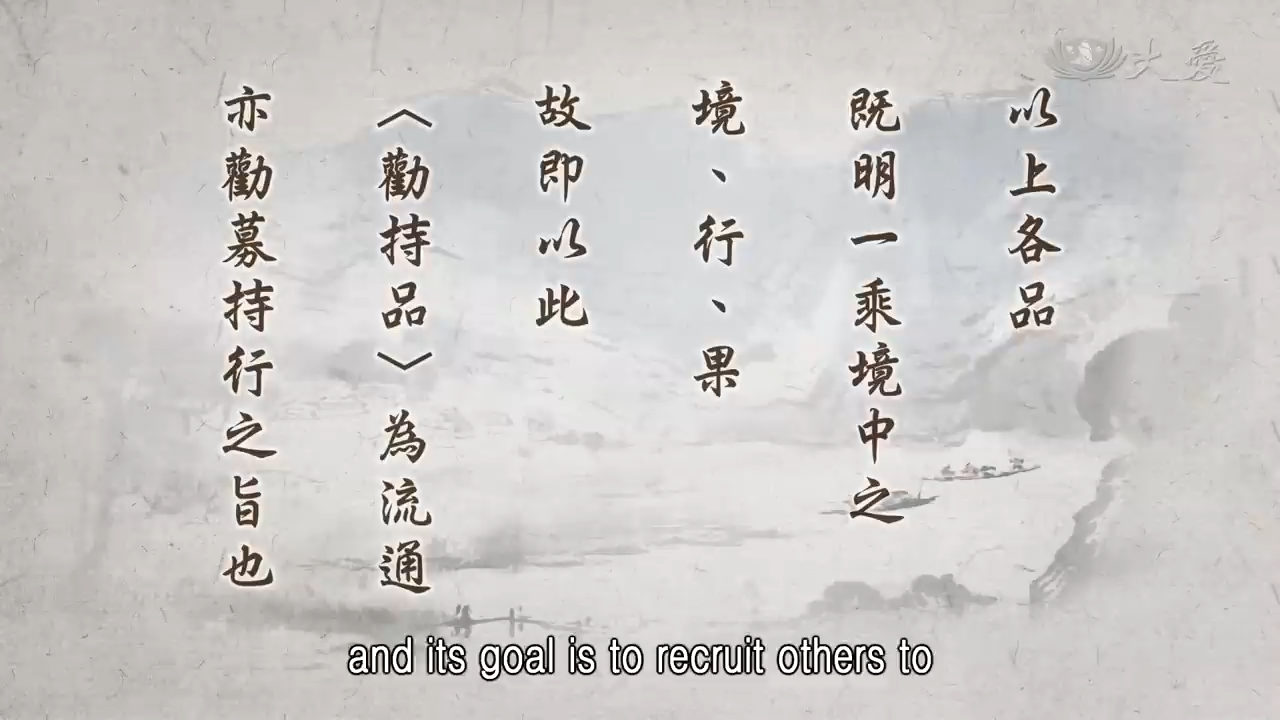 大愛
以上各品
既明一乘境中之
境、行、果
故即以此
〈勸持品〉為流通
亦勸募持行之旨也
and its goal is to recruit others to